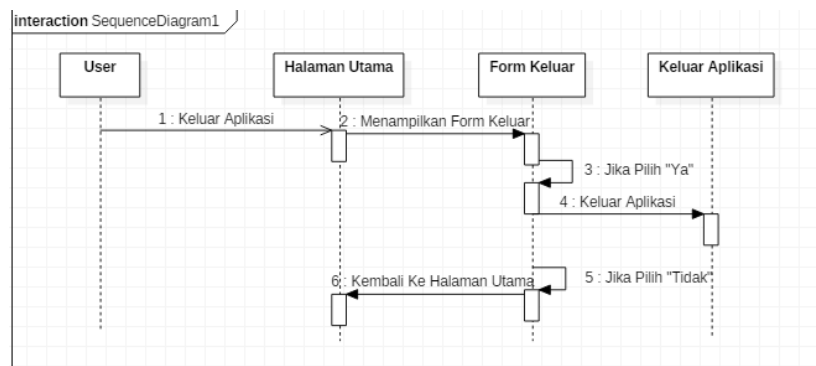 interaction SequenceDiagram1
User
Halaman Utama
Form Keluar
Keluar Aplikasi
1 : Keluar Aplikasi
2 : Menampilkan Form Keluar
3 : Jika Pilih "Ya"
4 : Keluar Aplikasi
5 : Jika Pilih "Tidak"
6 : Kembali Ke Halaman Utama